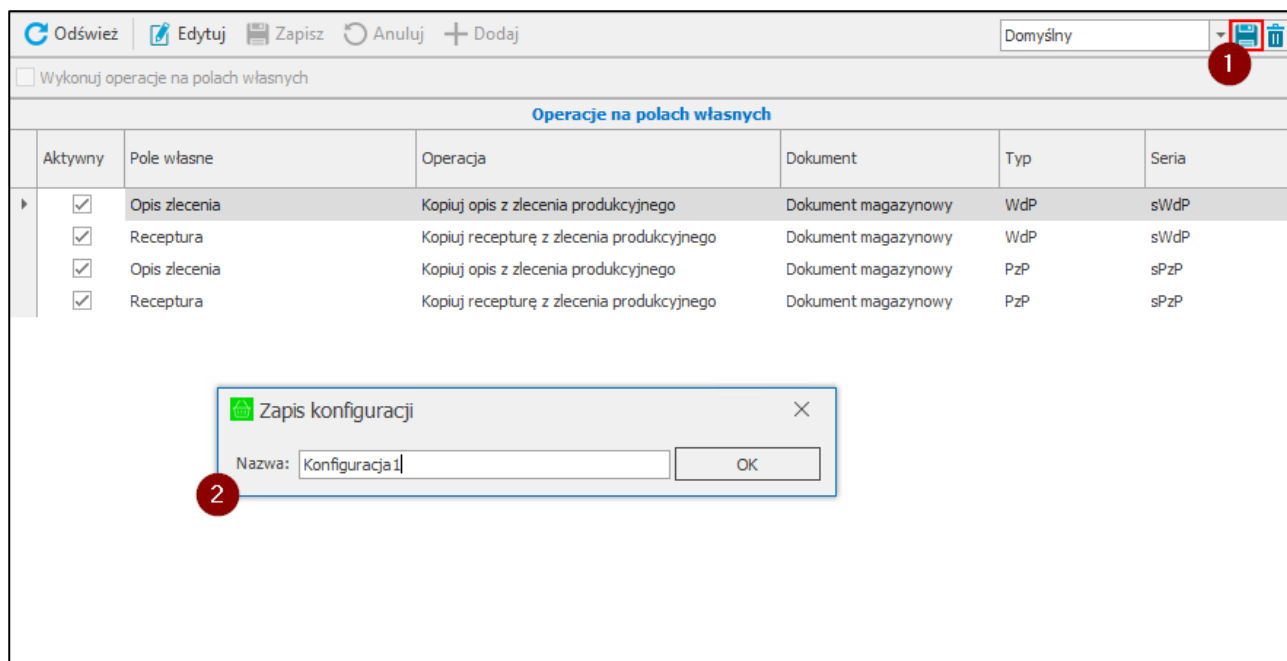 Odśwież Edytuj Zapisz Anuluj Dodaj Domyślny
1
Wykonuj operacje na polach własnych
Operacje na polach własnych
Aktywny Pole własne Operacja Dokument Typ Seria
Opis zlecenia Kopiuj opis z zlecenia produkcyjnego Dokument magazynowy WdP sWdP
Receptura Kopiuj recepturę z zlecenia produkcyjnego Dokument magazynowy WdP sWdP
Opis zlecenia Kopiuj opis z zlecenia produkcyjnego Dokument magazynowy PzP sPzP
Receptura Kopiuj recepturę z zlecenia produkcyjnego Dokument magazynowy PzP sPzP
Zapis konfiguracji
Nazwa: Konfiguracja1 OK
2